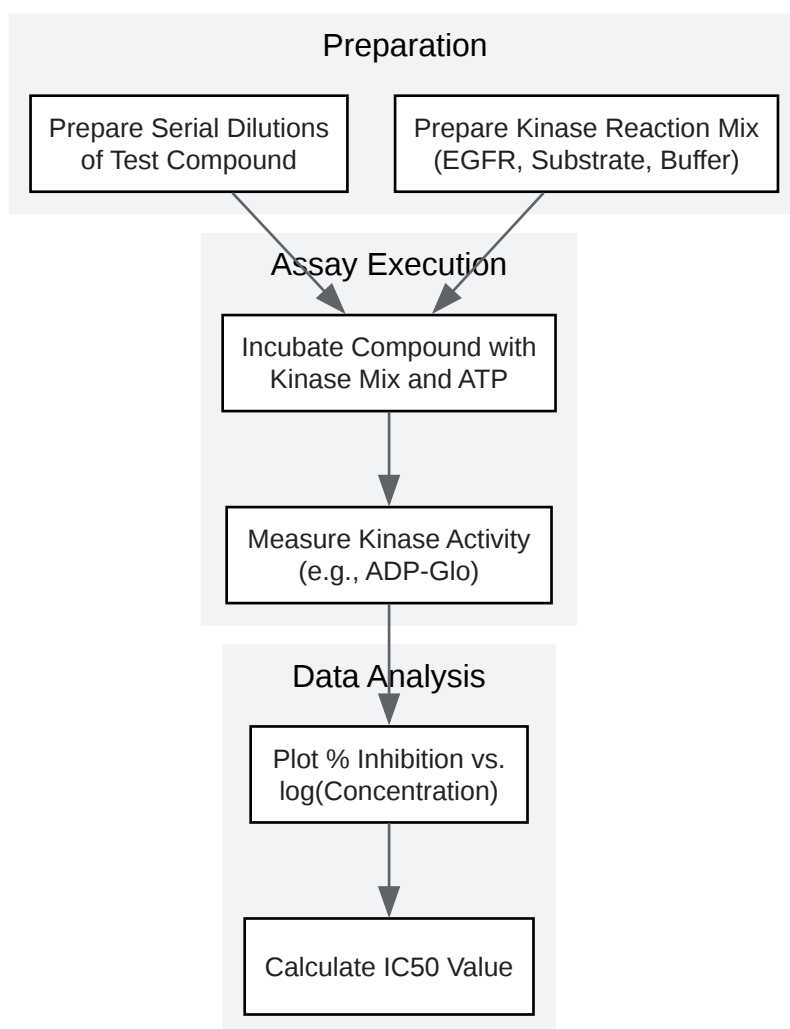 Preparation
Prepare Serial Dilutions
of Test Compound
Prepare Kinase Reaction Mix
(EGFR, Substrate, Buffer)
Assay Execution
Incubate Compound with
Kinase Mix and ATP
Measure Kinase Activity
(e.g., ADP-Glo)
Data Analysis
Plot % Inhibition vs.
log(Concentration)
Calculate IC50 Value